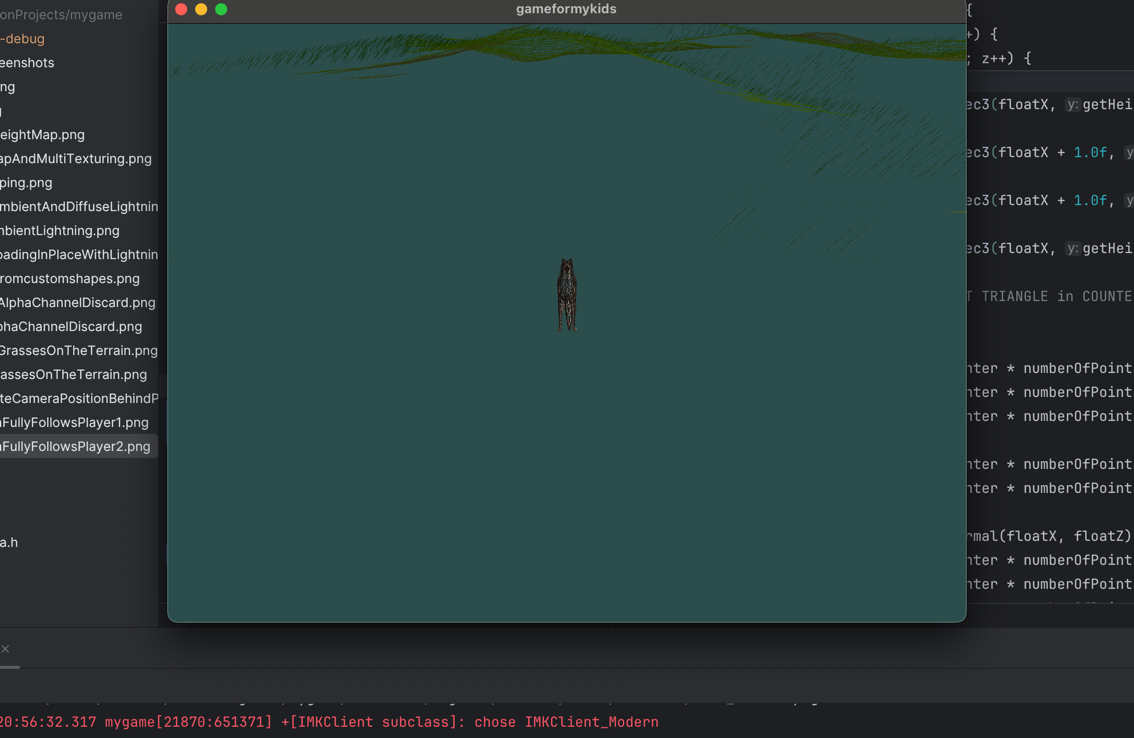 gameformykids
onProjects/mygame
-debug
eenshots
ng
eightMap.png
apAndMultiTexturing.png
ping.png
mbientAndDiffuseLightnin
nbientLightning.png
oadingInPlaceWithLightnin
romcustomshapes.png
AlphaChannelDiscard.png
phaChannelDiscard.png
GrassesOnTheTerrain.png
assesOnTheTerrain.png
teCameraPositionBehindP
FullyFollowsPlayer1.png
FullyFollowsPlayer2.png
a.h
{
+) {
; z++) {
ec3(floatX, y: getHei
ec3(floatX + 1.0f, y
ec3(floatX + 1.0f, y
ec3(floatX, y: getHei
T TRIANGLE in COUNTE
nter * numberOfPoint
nter * numberOfPoint
nter * numberOfPoint
nter * numberOfPoint
nter * numberOfPoint
rmal(floatX, floatZ)
nter * numberOfPoint
nter * numberOfPoint
20:56:32.317 mygame[21870:651371] +[IMKClient subclass]: chose IMKClient_Modern